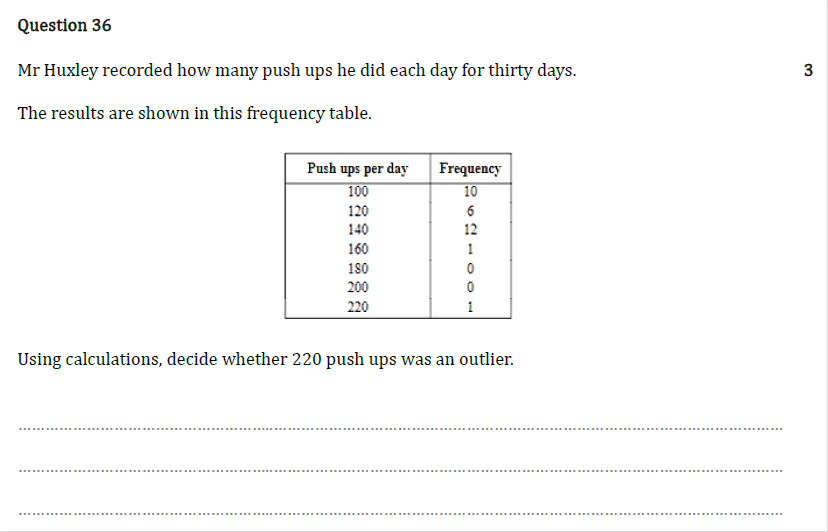 Question 36
Mr Huxley recorded how many push ups he did each day for thirty days. 3
The results are shown in this frequency table.
Push ups per day Frequency
100 10
120 6
140 12
160 1
180 0
200 0
220 1
Using calculations, decide whether 220 push ups was an outlier.